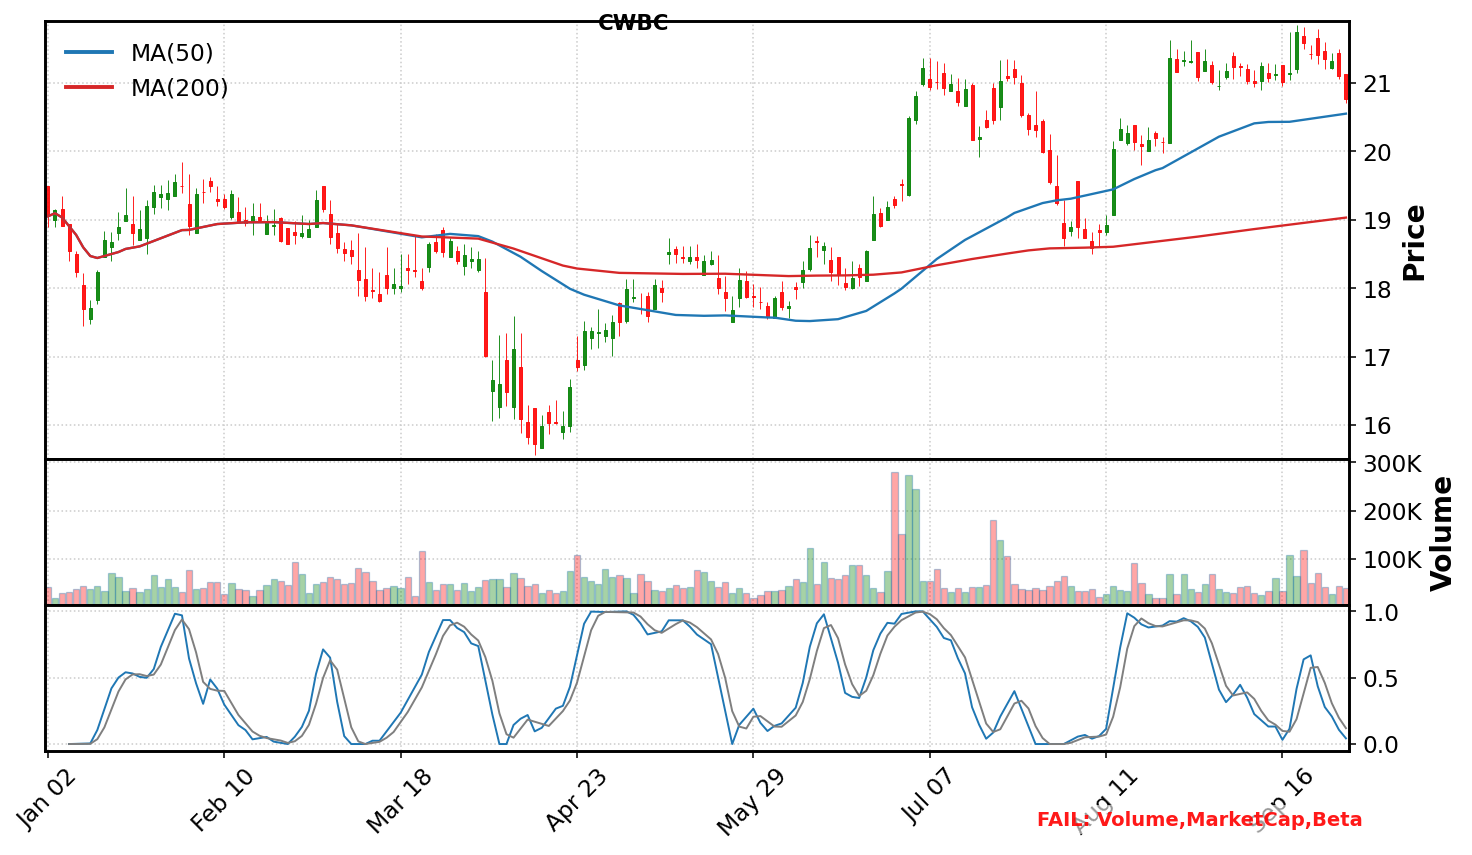 CWBC
MA(50)
MA(200)
21
20
19
18
17
16
Price
300K
200K
100K
Volume
1.0
0.5
0.0
Jan 02
Feb 10
Mar 18
Apr 23
May 29
Jul 07
Aug 11
Sep 16
FAIL: Volume,MarketCap,Beta